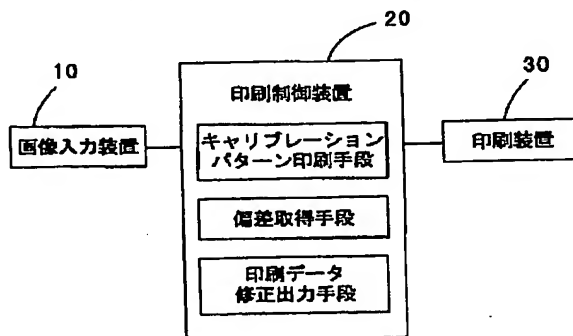 20
10
30
印刷制御装置
画像入力装置
キャリブレーション
パターン印刷手段
印刷装置
偏差取得手段
印刷データ
修正出力手段